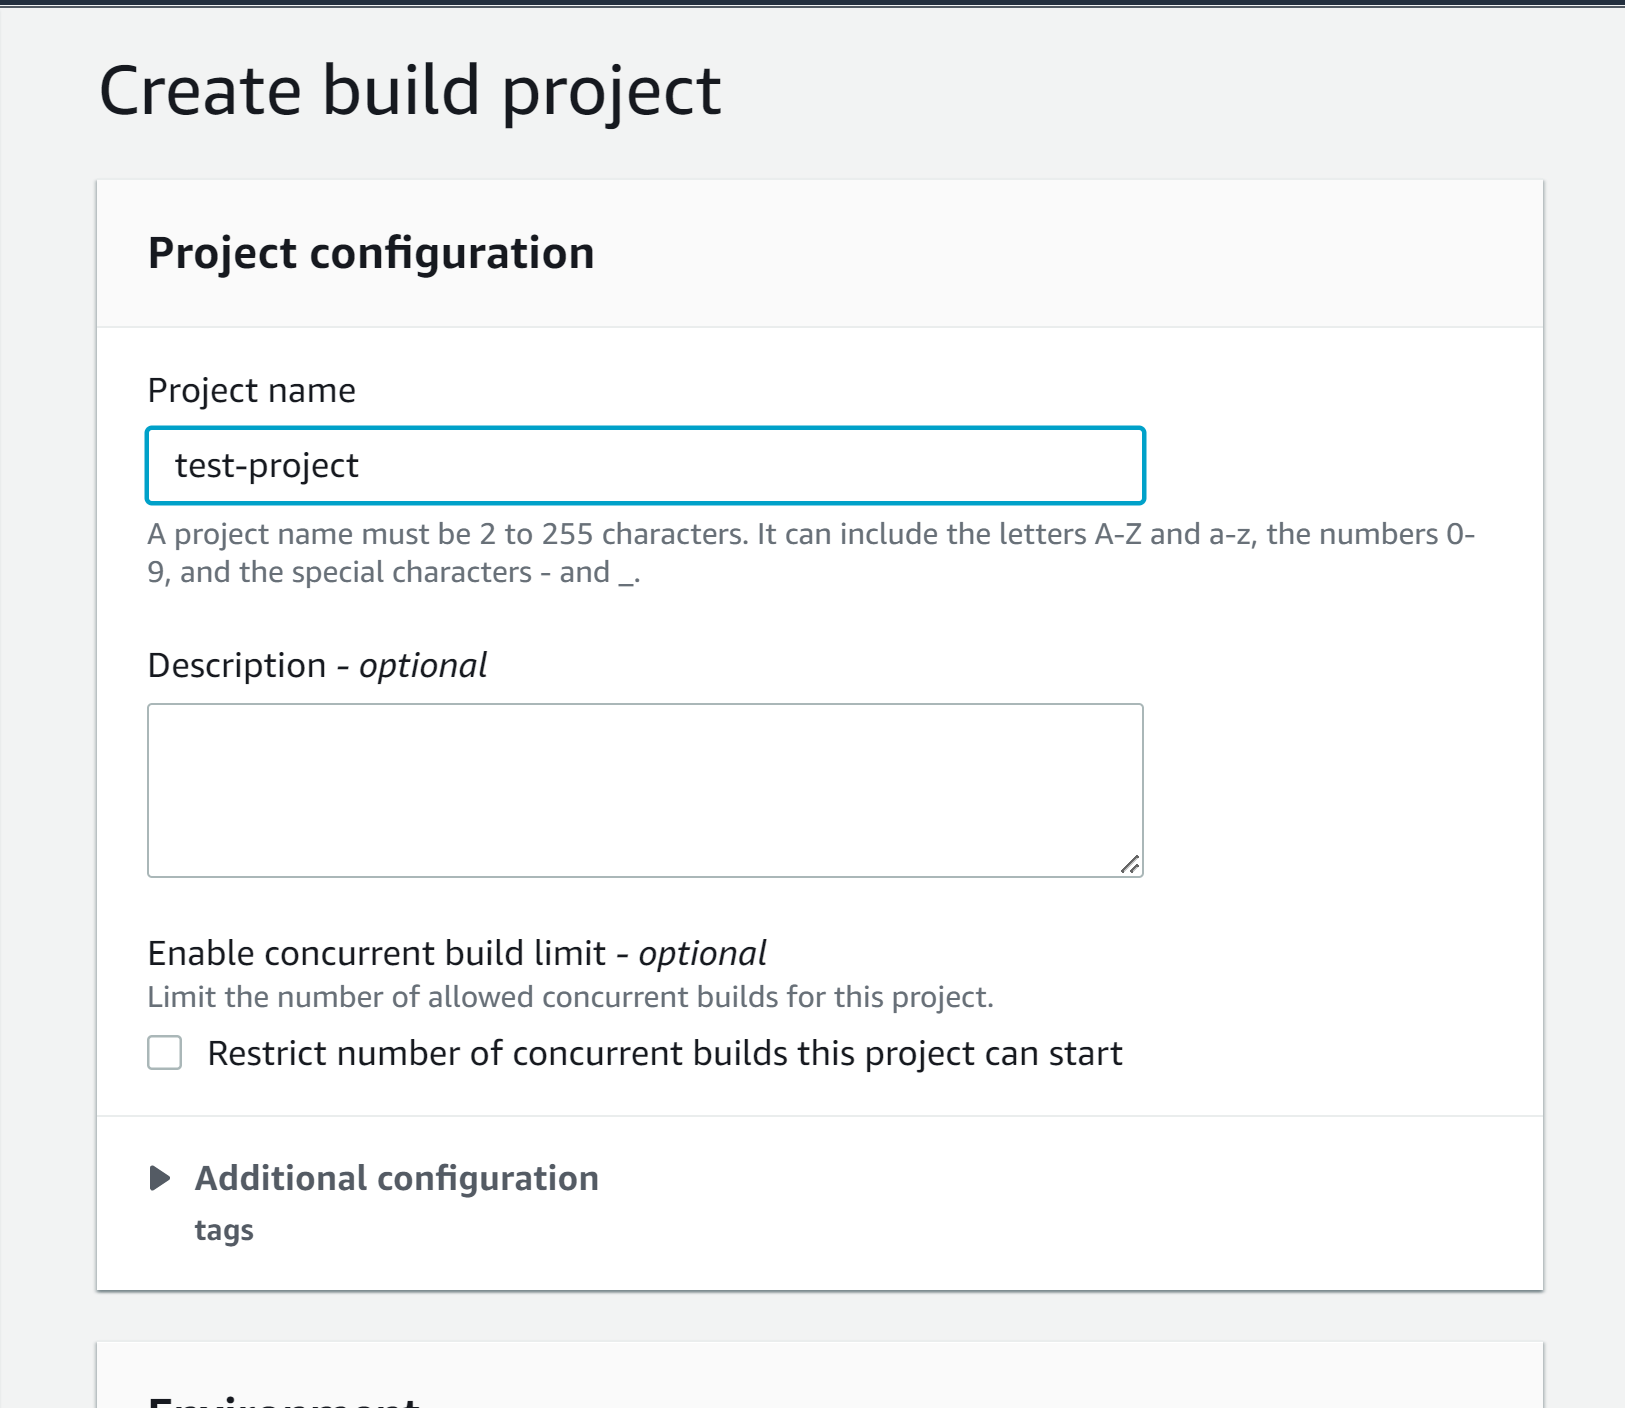 Create build project
Project configuration
Project name
test-project
A project name must be 2 to 255 characters. It can include the letters A-Z and a-z, the numbers 0-
9, and the special characters - and _.
Description - optional
Enable concurrent build limit - optional
Limit the number of allowed concurrent builds for this project.
Restrict number of concurrent builds this project can start
Additional configuration
tags
Environment